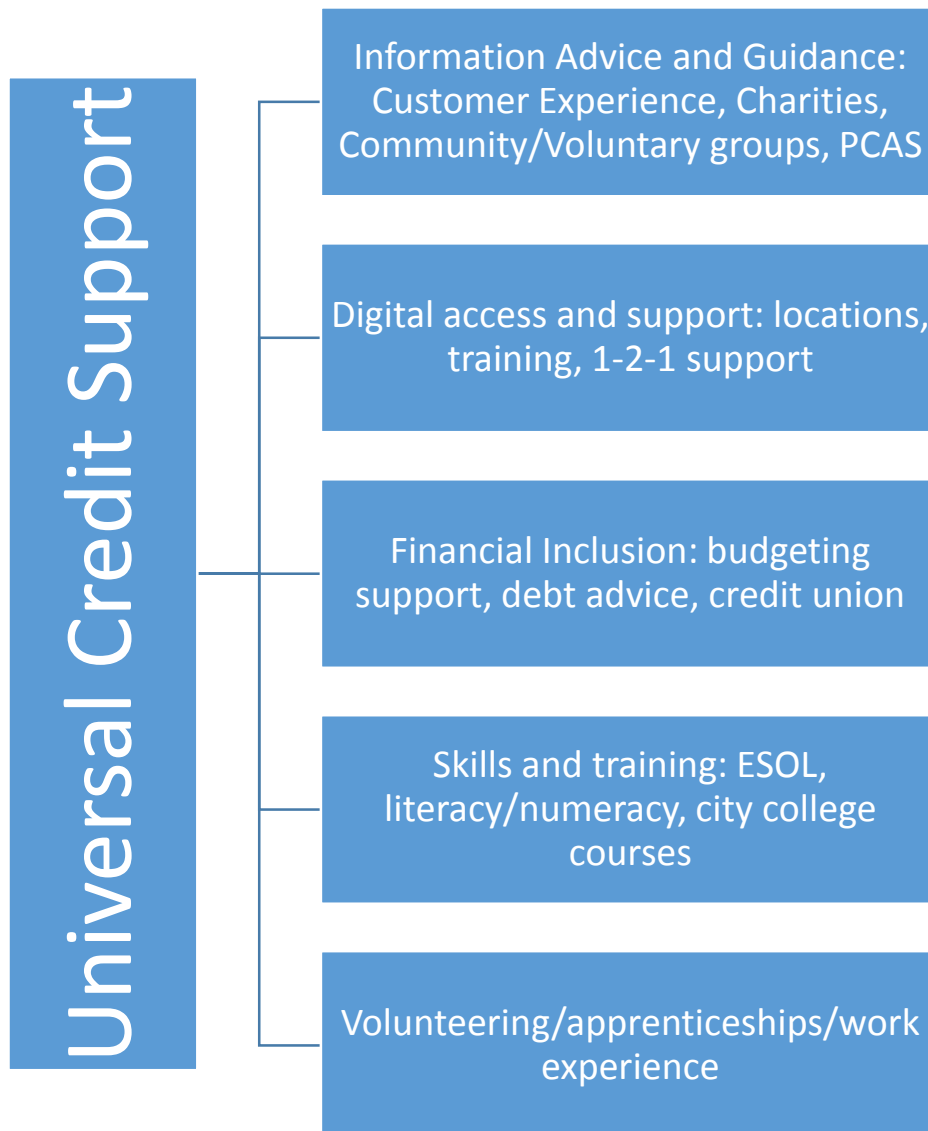 Universal Credit Support
Information Advice and Guidance:
Customer Experience, Charities,
Community/Voluntary groups, PCAS
Digital access and support: locations,
training, 1-2-1 support
Financial Inclusion: budgeting
support, debt advice, credit union
Skills and training: ESOL,
literacy/numeracy, city college
courses
Volunteering/apprenticeships/work
experience